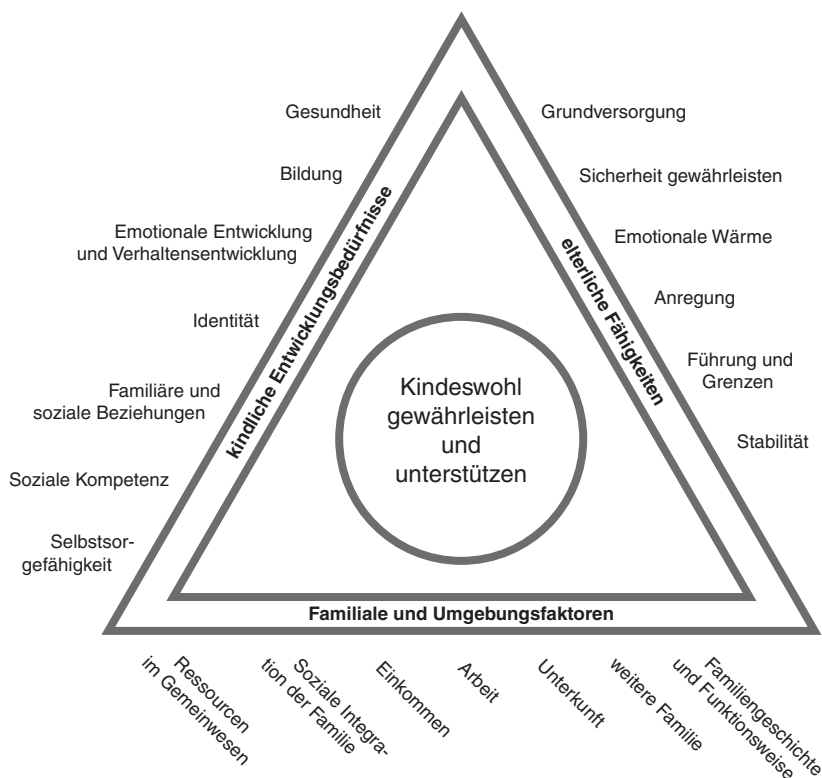 Gesundheit
Bildung
Emotionale Entwicklung
und Verhaltensentwicklung
Identität
Familiäre und
soziale Beziehungen
Soziale Kompetenz
Selbstsor-
gefähigkeit
kindliche Entwicklungsbedürfnisse
Grundversorgung
Sicherheit gewährleisten
Emotionale Wärme
Anregung
Führung und
Grenzen
Stabilität
elterliche Fähigkeiten
Kindeswohl
gewährleisten
und
unterstützen
Familiale und Umgebungsfaktoren
Ressourcen
im Gemeinwesen
Soziale Integra-
tion der Familie
Einkommen
Arbeit
Unterkunft
weitere Familie
Familiengeschichte
und Funktionsweise